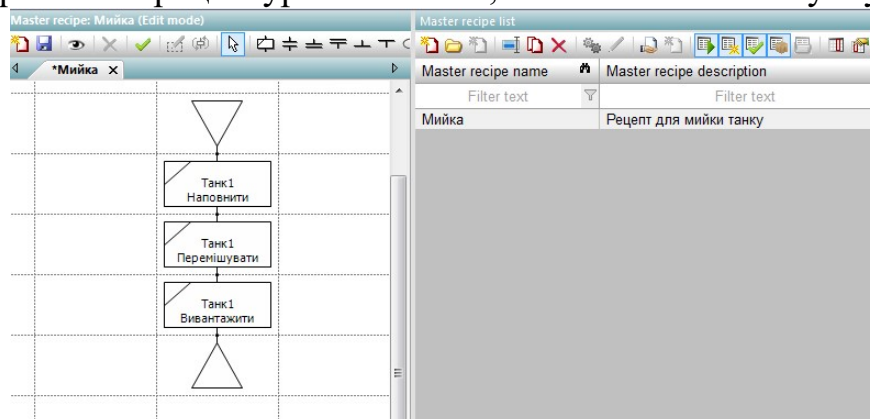 Master recipe: Мийка (Edit mode)
*Мийка X
Танк1
Наповнити
Танк1
Перемішувати
Танк1
Вивантажити
Master recipe list
Master recipe name Master recipe description
Filter text Filter text
Мийка Рецепт для мийки танку